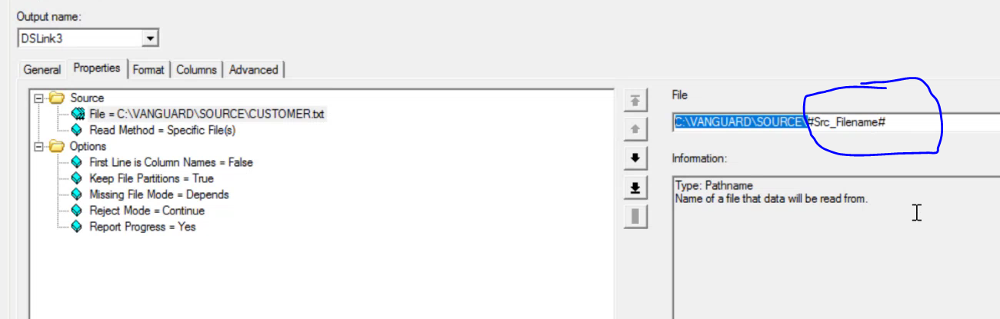 Output name:
DSLink3
General Properties Format Columns Advanced
Source
File = C:\VANGUARD\SOURCE\CUSTOMER.txt
Read Method = Specific File(s)
Options
First Line is Column Names = False
Keep File Partitions = True
Missing File Mode = Depends
Reject Mode = Continue
Report Progress = Yes
File
C:\VANGUARD\SOURCE\#Src_Filename#
Information:
Type: Pathname
Name of a file that data will be read from.